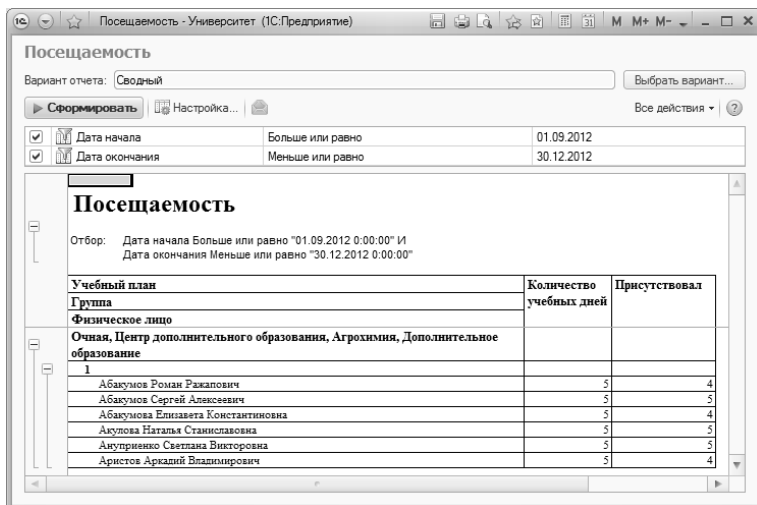 Посещаемость - Университет (1С:Предприятие)
M M+ M-
Посещаемость
Вариант отчета: Сводный Выбрать вариант...
Сформировать Настройка... Все действия ?
Дата начала Больше или равно 01.09.2012
Дата окончания Меньше или равно 30.12.2012
Посещаемость
Отбор: Дата начала Больше или равно "01.09.2012 0:00:00" И
Дата окончания Меньше или равно "30.12.2012 0:00:00"
Учебный план Количество Присутствовал
Группа учебных дней
Физическое лицо
Очная, Центр дополнительного образования, Агрохимия, Дополнительное
образование
1
Абакумов Роман Ражапович 5 4
Абакумов Сергей Алексеевич 5 5
Абакумова Елизавета Константиновна 5 4
Акулова Наталья Станиславовна 5 5
Ануприенко Светлана Викторовна 5 5
Аристов Аркадий Владимирович 5 4